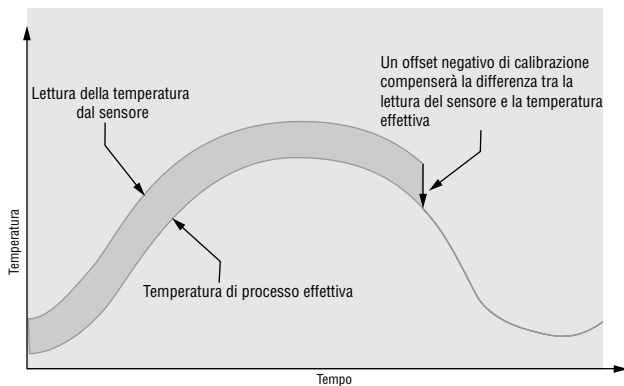 Un offset negativo di calibrazione
compenserà la differenza tra la
lettura del sensore e la temperatura
effettiva
Lettura della temperatura
dal sensore
Temperatura di processo effettiva
Temperatura
Tempo